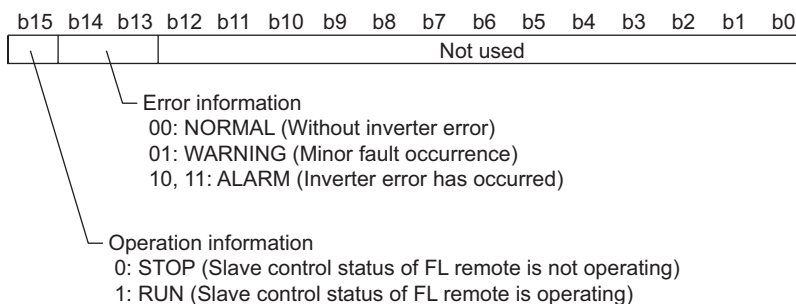 b15 b14 b13 b12 b11 b10 b9 b8 b7 b6 b5 b4 b3 b2 b1 b0
Not used
Error information
00: NORMAL (Without inverter error)
01: WARNING (Minor fault occurrence)
10, 11: ALARM (Inverter error has occurred)
Operation information
0: STOP (Slave control status of FL remote is not operating)
1: RUN (Slave control status of FL remote is operating)